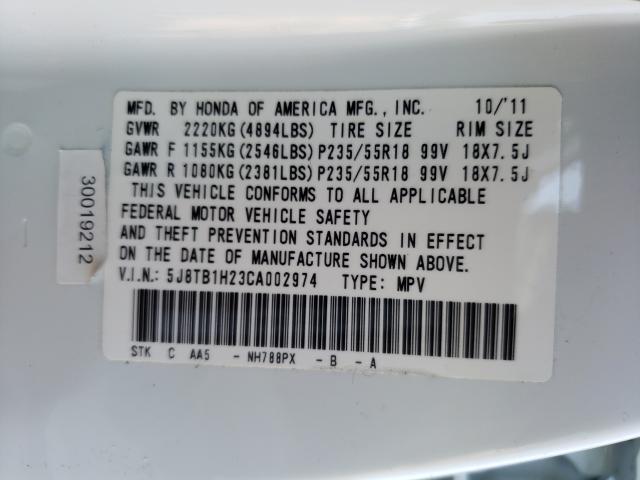 MFD. BY HONDA OF AMERICA MFG., INC. 10/'11
GVWR 2220KG(4894LBS) TIRE SIZE RIM SIZE
GAWR F 1155KG(2546LBS)P235/55R18 99V 18X7.5J
GAWR R 1080KG(2381LBS)P235/55R18 99V 18X7.5J
THIS VEHICLE CONFORMS TO ALL APPLICABLE
FEDERAL MOTOR VEHICLE SAFETY
AND THEFT PREVENTION STANDARDS IN EFFECT
ON THE DATE OF MANUFACTURE SHOWN ABOVE.
V.I.N.: 5J8TB1H23CA002974 TYPE: MPV
STK C AA5 - NH788PX - B - A
30019212